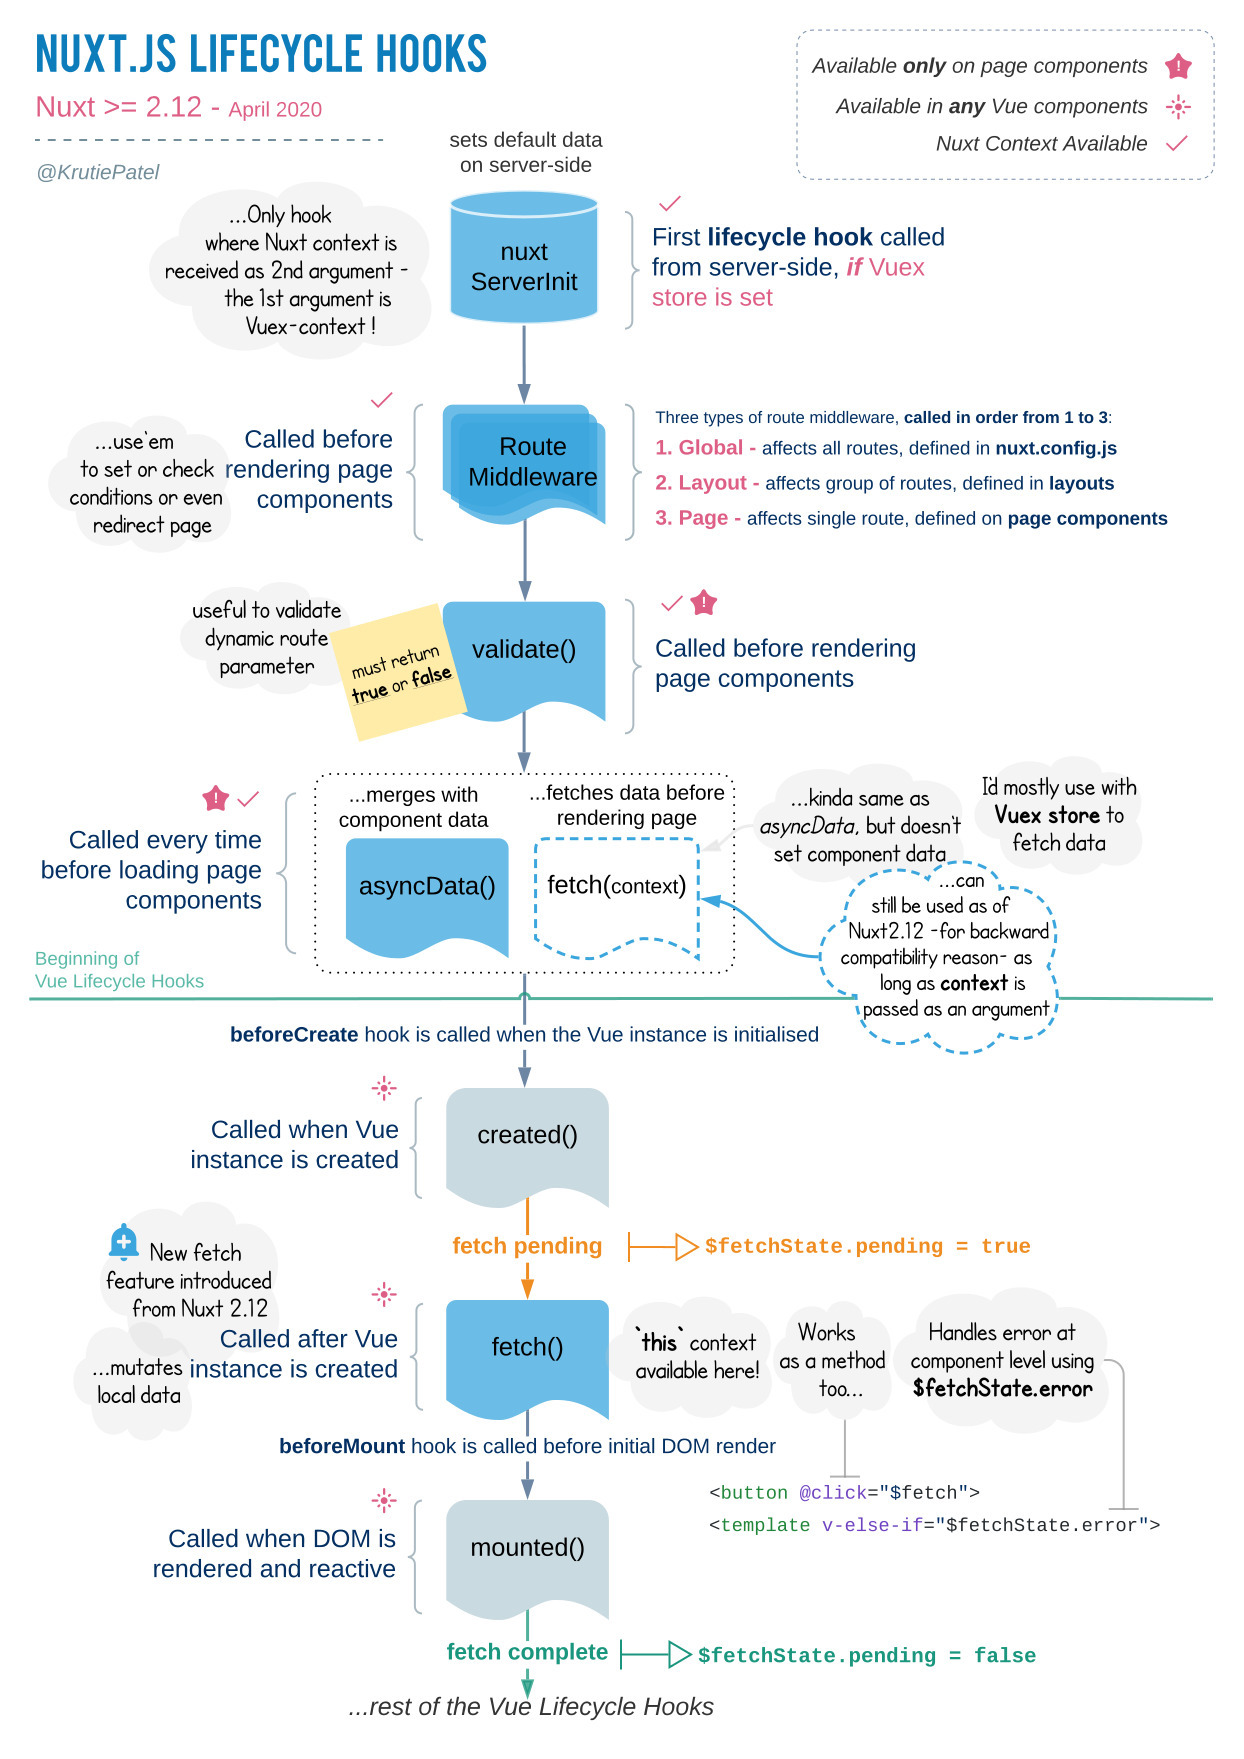 NUXT.JS LIFECYCLE HOOKS
Nuxt >= 2.12 - April 2020
@KrutiePatel
Available only on page components
Available in any Vue components
Nuxt Context Available
sets default data
on server-side
nuxt
ServerInit
...Only hook
where Nuxt context is
received as 2nd argument -
the 1st argument is
Vuex-context !
First lifecycle hook called
from server-side, if Vuex
store is set
...use`em
to set or check
conditions or even
redirect page
Called before
rendering page
components
Route
Middleware
Three types of route middleware, called in order from 1 to 3:
1. Global - affects all routes, defined in nuxt.config.js
2. Layout - affects group of routes, defined in layouts
3. Page - affects single route, defined on page components
useful to validate
dynamic route
parameter
must return
true or false
validate()
Called before rendering
page components
Called every time
before loading page
components
...merges with
component data
asyncData()
...fetches data before
rendering page
fetch(context)
...kinda same as
asyncData, but doesn`t
set component data
I`d mostly use with
Vuex store to
fetch data
...can
still be used as of
Nuxt2.12 -for backward
compatibility reason- as
long as context is
passed as an argument
Beginning of
Vue Lifecycle Hooks
beforeCreate hook is called when the Vue instance is initialised
Called when Vue
instance is created
created()
fetch pending
$fetchState.pending = true
New fetch
feature introduced
from Nuxt 2.12
...mutates
local data
Called after Vue
instance is created
fetch()
`this` context
available here!
Works
as a method
too...
Handles error at
component level using
$fetchState.error
beforeMount hook is called before initial DOM render
<button @click="$fetch">
<template v-else-if="$fetchState.error">
Called when DOM is
rendered and reactive
mounted()
fetch complete
$fetchState.pending = false
...rest of the Vue Lifecycle Hooks